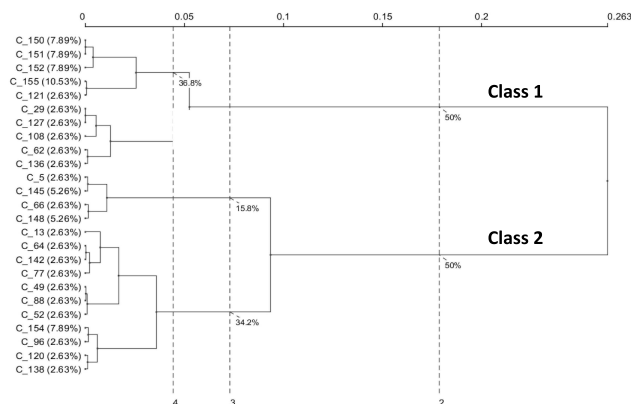 0 0.05 0.1 0.15 0.2 0.263
C_150 (7.89%)
C_151 (7.89%)
C_152 (7.89%)
C_155 (10.53%)
36.8%
C_121 (2.63%)
Class 1
C_29 (2.63%)
C_127 (2.63%)
50%
C_108 (2.63%)
C_62 (2.63%)
C_136 (2.63%)
C_5 (2.63%)
C_145 (5.26%)
C_66 (2.63%)
15.8%
C_148 (5.26%)
C_13 (2.63%)
Class 2
C_64 (2.63%)
C_142 (2.63%)
50%
C_77 (2.63%)
C_49 (2.63%)
C_88 (2.63%)
C_52 (2.63%)
34.2%
C_154 (7.89%)
C_96 (2.63%)
C_120 (2.63%)
C_138 (2.63%)
4 3 2